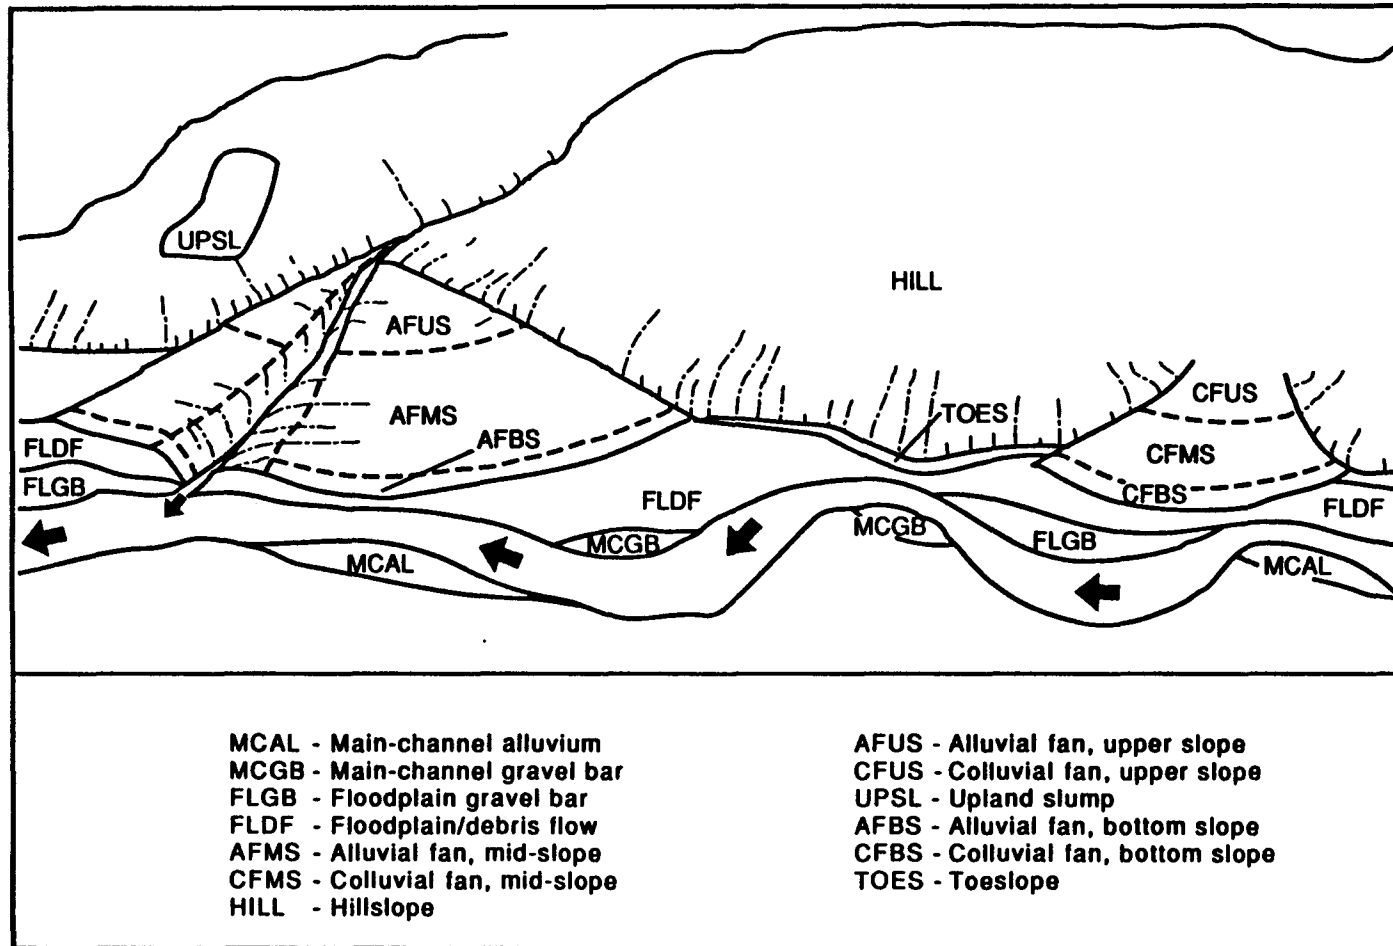 UPSL
HILL
AFUS
CFUS
AFMS
TOES
AFBS
CFMS
FLDF
FLGB
FLDF
CFBS
FLDF
MCGB
MCGB
FLGB
MCAL
MCAL
MCAL - Main-channel alluvium
MCGB - Main-channel gravel bar
FLGB - Floodplain gravel bar
FLDF - Floodplain/debris flow
AFMS - Alluvial fan, mid-slope
CFMS - Colluvial fan, mid-slope
HILL - Hillslope
AFUS - Alluvial fan, upper slope
CFUS - Colluvial fan, upper slope
UPSL - Upland slump
AFBS - Alluvial fan, bottom slope
CFBS - Colluvial fan, bottom slope
TOES - Toeslope